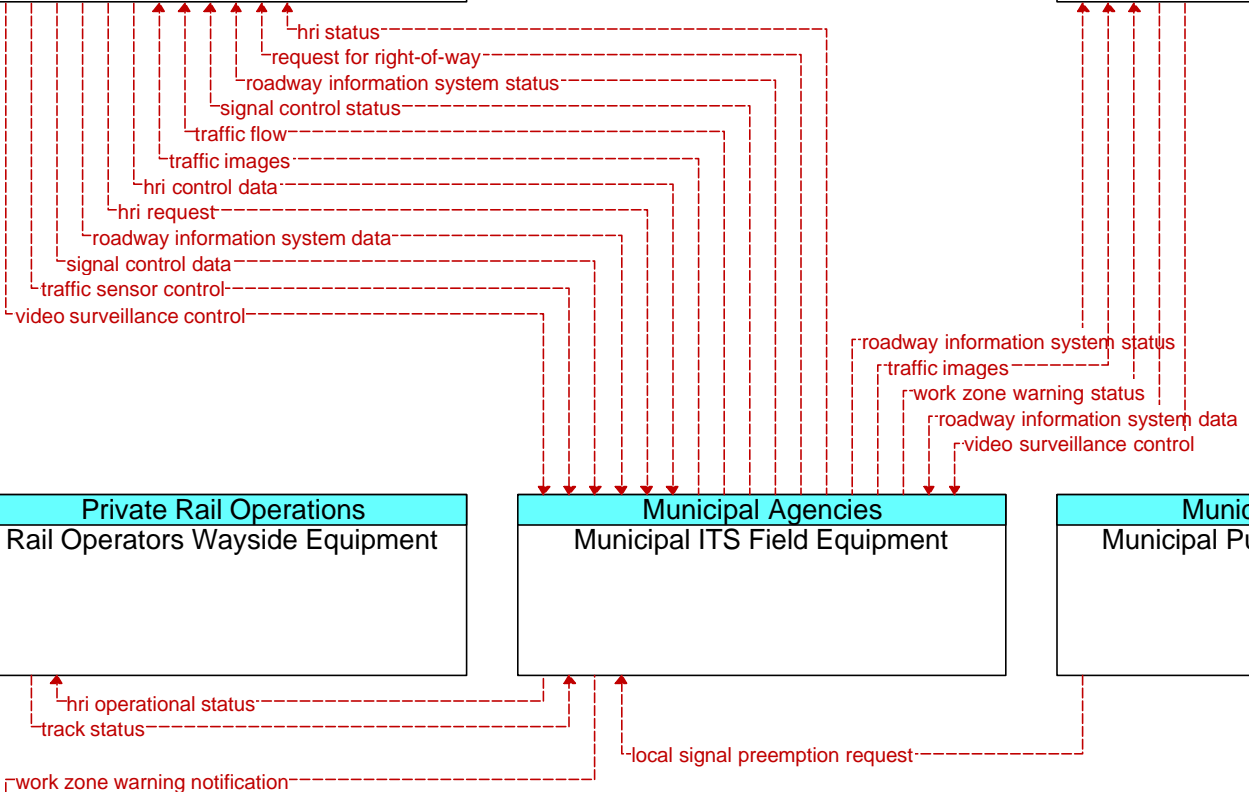 hri status
request for right-of-way
roadway information system status
signal control status
traffic flow
traffic images
hri control data
hri request
roadway information system data
signal control data
traffic sensor control
video surveillance control
roadway information system status
traffic images
work zone warning status
roadway information system data
video surveillance control
Private Rail Operations
Rail Operators Wayside Equipment
Municipal Agencies
Municipal ITS Field Equipment
Municipal
hri operational status
track status
local signal preemption request
work zone warning notification